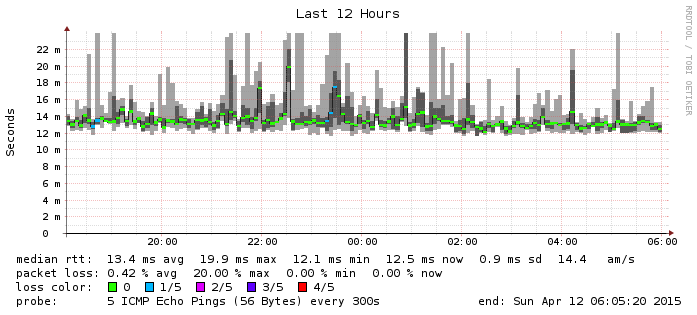 Last 12 Hours
RRDTOOL / TOBI OETIKER
Seconds
22 m
20 m
18 m
16 m
14 m
12 m
10 m
8 m
6 m
4 m
2 m
0
20:00 22:00 00:00 02:00 04:00 06:00
median rtt: 13.4 ms avg 19.9 ms max 12.1 ms min 12.5 ms now 0.9 ms sd 14.4 am/s
packet loss: 0.42 % avg 20.00 % max 0.00 % min 0.00 % now
loss color: 0 1/5 2/5 3/5 4/5
probe: 5 ICMP Echo Pings (56 Bytes) every 300s end: Sun Apr 12 06:05:20 2015